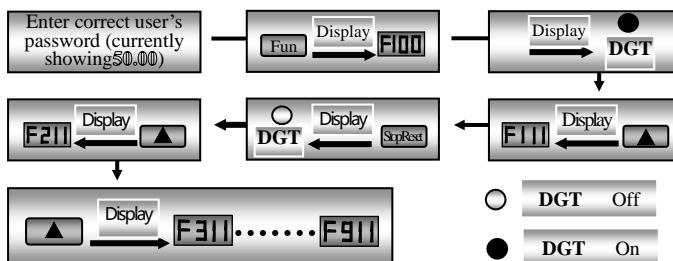 Enter correct user's
password (currently
showing50.00)
Fun
Display
F100
Display
DGT
F211
Display
▲
DGT
Display
Stop/Reset
F111
Display
▲
▲
Display
F311·······F911
DGT Off
DGT On